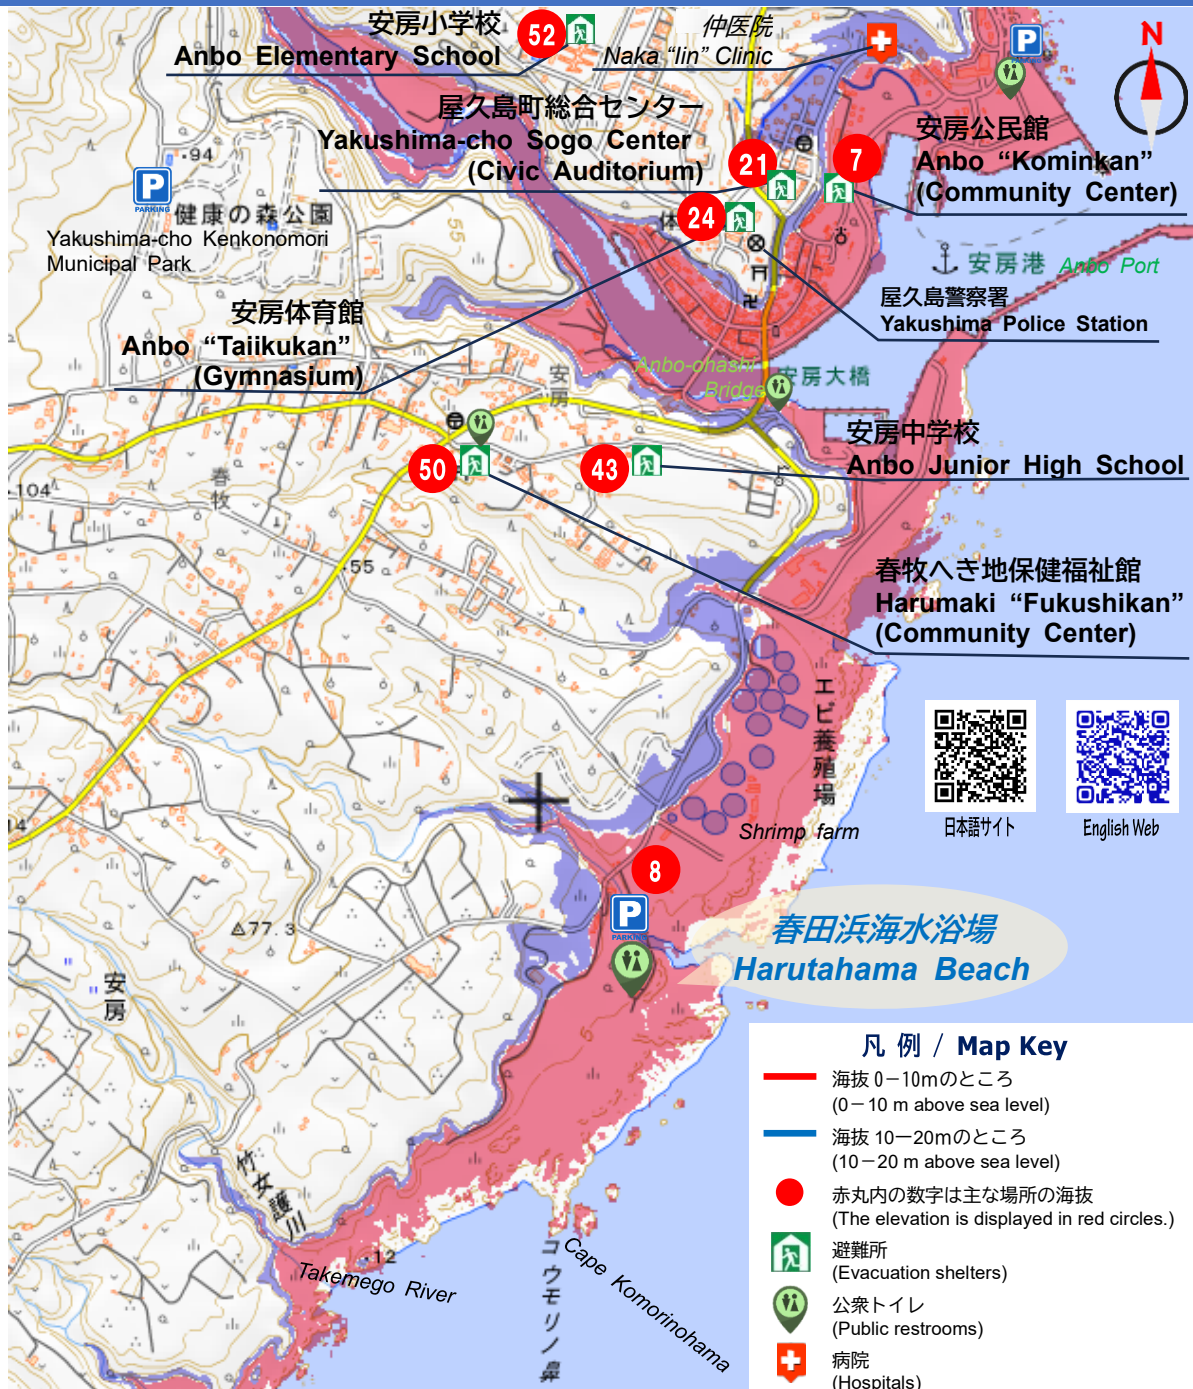 安房小学校
Anbo Elementary School
52
仲医院
Naka “Iin” Clinic
P
PARKING
N
屋久島町総合センター
Yakushima-cho Sogo Center
(Civic Auditorium)
21
7
安房公民館
Anbo “Kominkan”
(Community Center)
94
P
PARKING
健康の森公園
Yakushima-cho Kenkonomori
Municipal Park
55
体
24
安房港 Anbo Port
屋久島警察署
Yakushima Police Station
安房体育館
Anbo “Taiikukan”
(Gymnasium)
Anbo-ohashi
Bridge
安房大橋
安房
50
43
安房中学校
Anbo Junior High School
104
春牧
55
春牧へき地保健福祉館
Harumaki “Fukushikan”
(Community Center)
エビ養殖場
Shrimp farm
日本語サイト
English Web
14
8
P
PARKING
春田浜海水浴場
Harutahama Beach
77.3
安房
5
竹女護川
12
Takemego River
コウモリノ鼻
Cape Komorinohama
凡 例 / Map Key
海抜 0−10mのところ
(0−10 m above sea level)
海抜 10ー20mのところ
(10−20 m above sea level)
赤丸内の数字は主な場所の海抜
(The elevation is displayed in red circles.)
避難所
(Evacuation shelters)
公衆トイレ
(Public restrooms)
病院
(Hospitals)